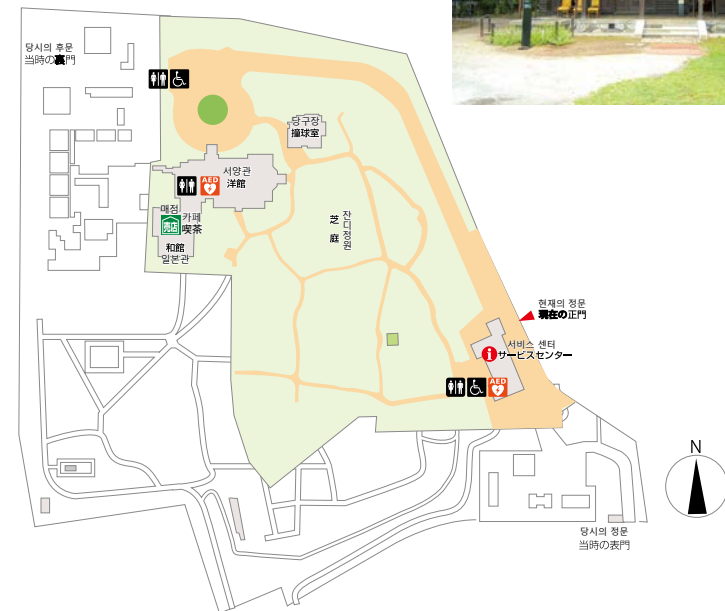 당시의 후문
当時の裏門
당구장
撞球室
서양관
洋館
AED
매점
売店
카페
喫茶
和館
일본관
잔디정원
芝庭
현재의 정문
現在の正門
서비스 센터
i サービスセンター
AED
N
당시의 정문
当時の表門